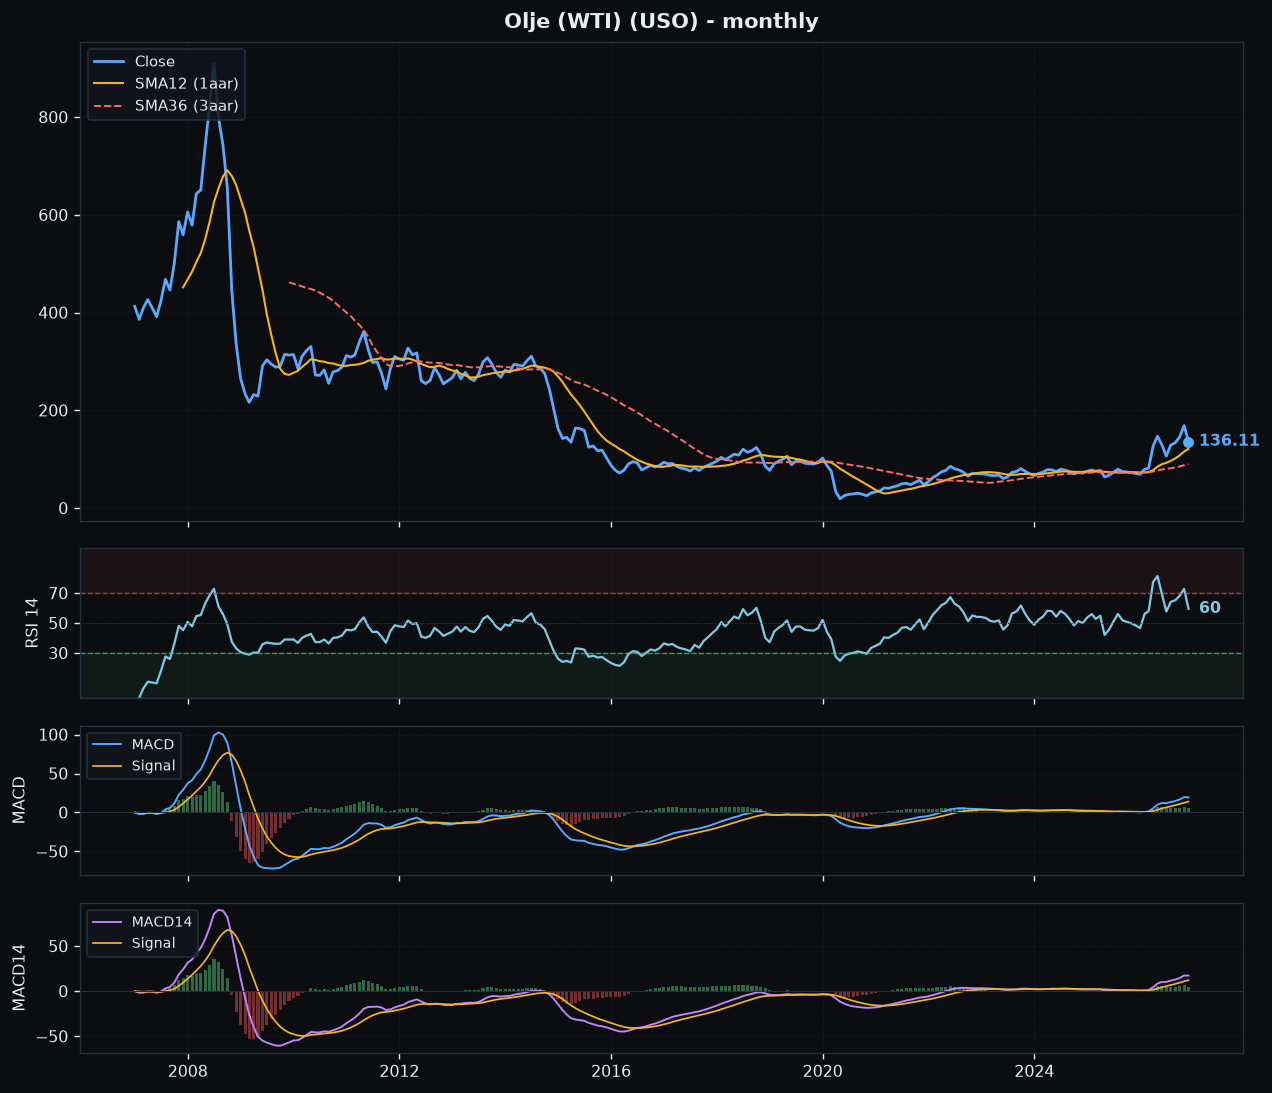 Olje (WTI) (USO) - monthly
Close
SMA12 (1aar)
SMA36 (3aar)
800
600
400
200
0
136.11
RSI 14
70
50
30
60
MACD
100
50
0
−50
MACD
Signal
MACD14
50
0
−50
MACD14
Signal
2008 2012 2016 2020 2024